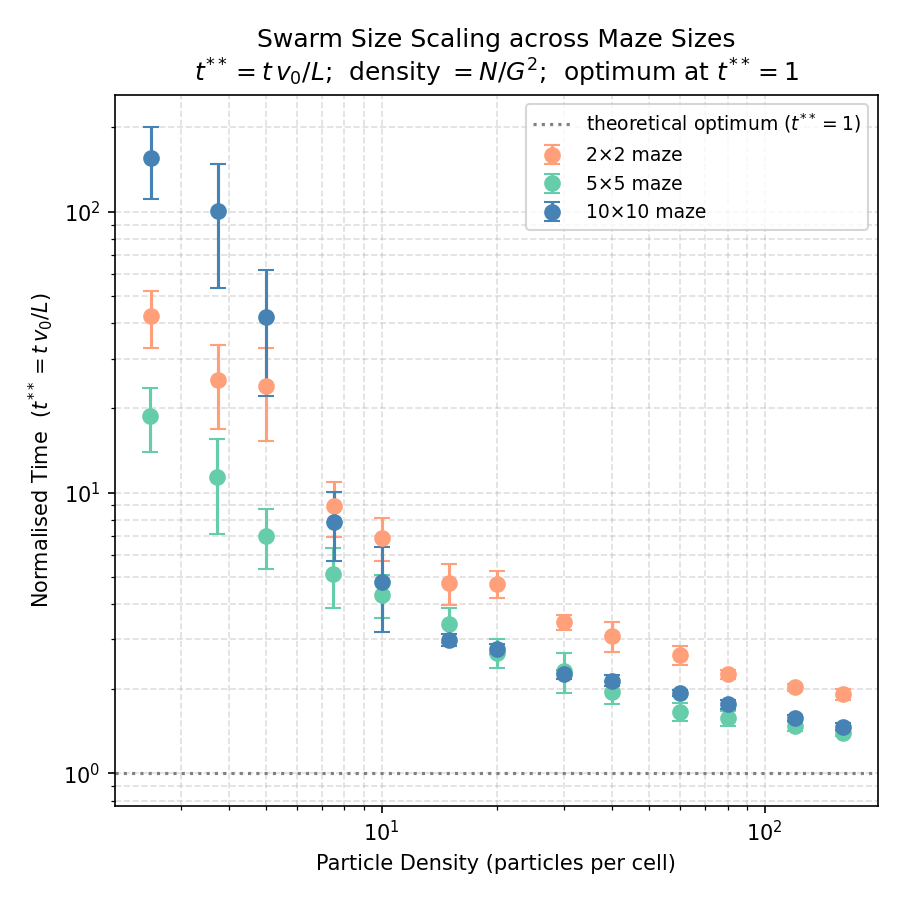 Swarm Size Scaling across Maze Sizes
t** = t v₀/L;  density = N/G²;  optimum at t** = 1
theoretical optimum (t** = 1)
2×2 maze
5×5 maze
10×10 maze
Normalised Time  (t** = t v₀/L)
10²
10¹
10⁰
10¹
10²
Particle Density (particles per cell)